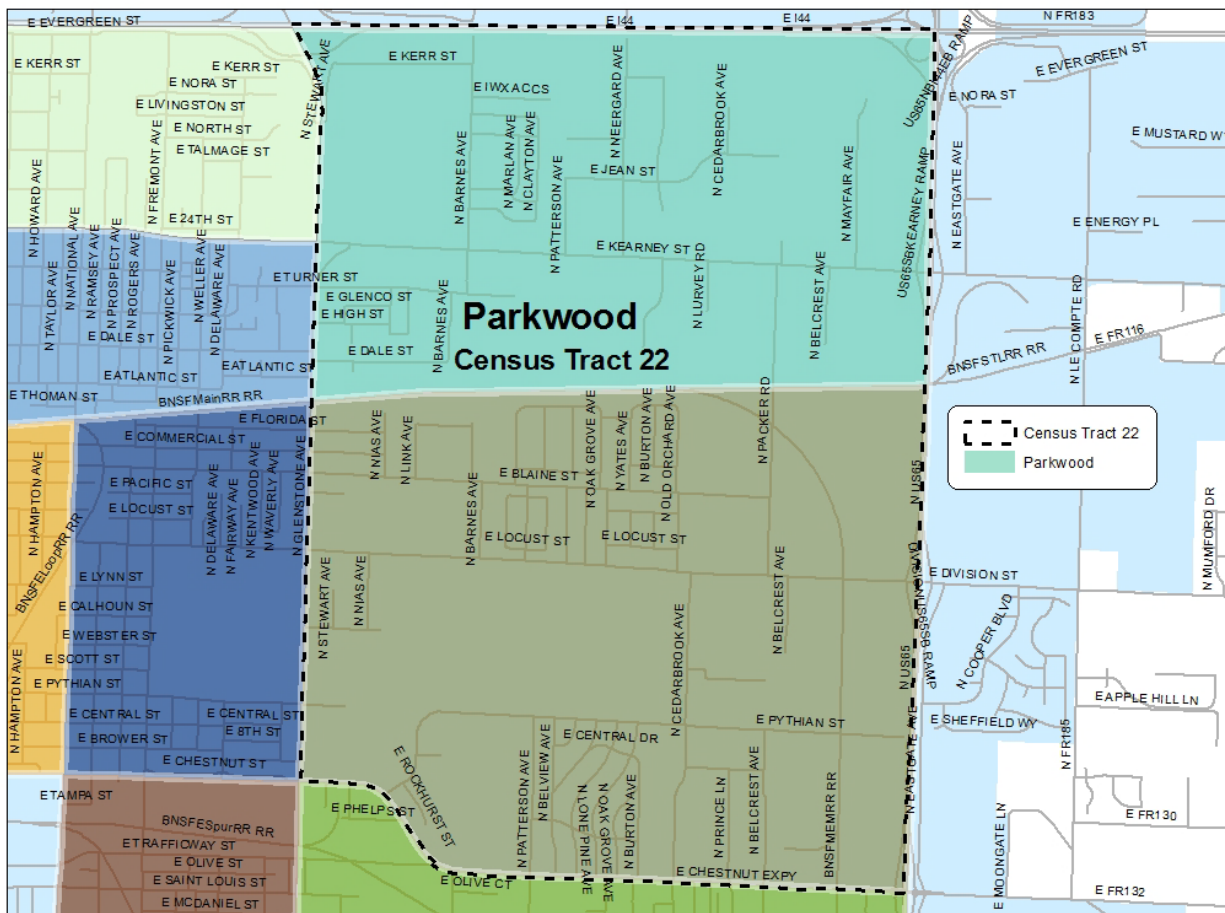 E EVERGREEN ST
E I44
E I44
N FR183
E KERR ST
E KERR ST
E NORA ST
E LIVINGSTON ST
E NORTH ST
E TALMAGE ST
N FREMONT AVE
N HOWARD AVE
E 24TH ST
N STEWART AVE
E KERR ST
E IWX ACCS
N BARNES AVE
N MARLAN AVE
N CLAYTON AVE
N PATTERSON AVE
N NEERGARD AVE
E JEAN ST
N CEDARBROOK AVE
N MAYFAIR AVE
US65NBI44EB RAMP
E EVERGREEN ST
E NORA ST
E MUSTARD W
N EASTGATE AVE
E ENERGY PL
US65SBKEARNEY RAMP
E KEARNEY ST
N TAYLOR AVE
N NATIONAL AVE
N RAMSEY AVE
N PROSPECT AVE
N ROGERS AVE
N PICKWICK AVE
N WELLER AVE
N DELAWARE AVE
E TURNER ST
E GLENCO ST
E HIGH ST
E DALE ST
E DALE ST
N BARNES AVE
N LURVEY RD
N BELCREST AVE
N LE COMPTE RD
E FR116
BNSFSTLRR RR
Parkwood
Census Tract 22
E ATLANTIC ST
E ATLANTIC ST
E THOMAN ST
BNSFMainRR RR
E FLORIDA ST
E COMMERCIAL ST
N HAMPTON AVE
E PACIFIC ST
E LOCUST ST
N DELAWARE AVE
N FAIRWAY AVE
N KENTWOOD AVE
N WAVERLY AVE
N GLENSTONE AVE
N NIAS AVE
N LINK AVE
N BARNES AVE
E BLAINE ST
N OAK GROVE AVE
N YATES AVE
N BURTON AVE
N OLD ORCHARD AVE
N PACKER RD
E LOCUST ST
E LOCUST ST
Census Tract 22
Parkwood
N US65
N MUMFORD DR
BNSFELoopRR RR
E LYNN ST
E CALHOUN ST
E WEBSTER ST
E SCOTT ST
E PYTHIAN ST
N HAMPTON AVE
N STEWART AVE
N NIAS AVE
N CEDARBROOK AVE
N BELCREST AVE
DIVISIONUS65SB RAMP
E DIVISION ST
N COOPER BLVD
N US65
E APPLE HILL LN
E SHEFFIELD WY
N FR185
E CENTRAL ST
E CENTRAL ST
E BROWER ST
E 8TH ST
E CHESTNUT ST
E PYTHIAN ST
E CENTRAL DR
E ROCKHURST ST
N PATTERSON AVE
N BELVIEW AVE
N LONE PINE AVE
N OAK GROVE AVE
N BURTON AVE
N PRINCE LN
N BELCREST AVE
BNSFMEMRR RR
N EASTGATE AVE
N MOONGATE LN
E FR130
E FR132
E TAMPA ST
E PHELPS ST
BNSFESpurRR RR
E TRAFFICWAY ST
E OLIVE ST
E SAINT LOUIS ST
E MCDANIEL ST
E OLIVE CT
E CHESTNUT EXPY